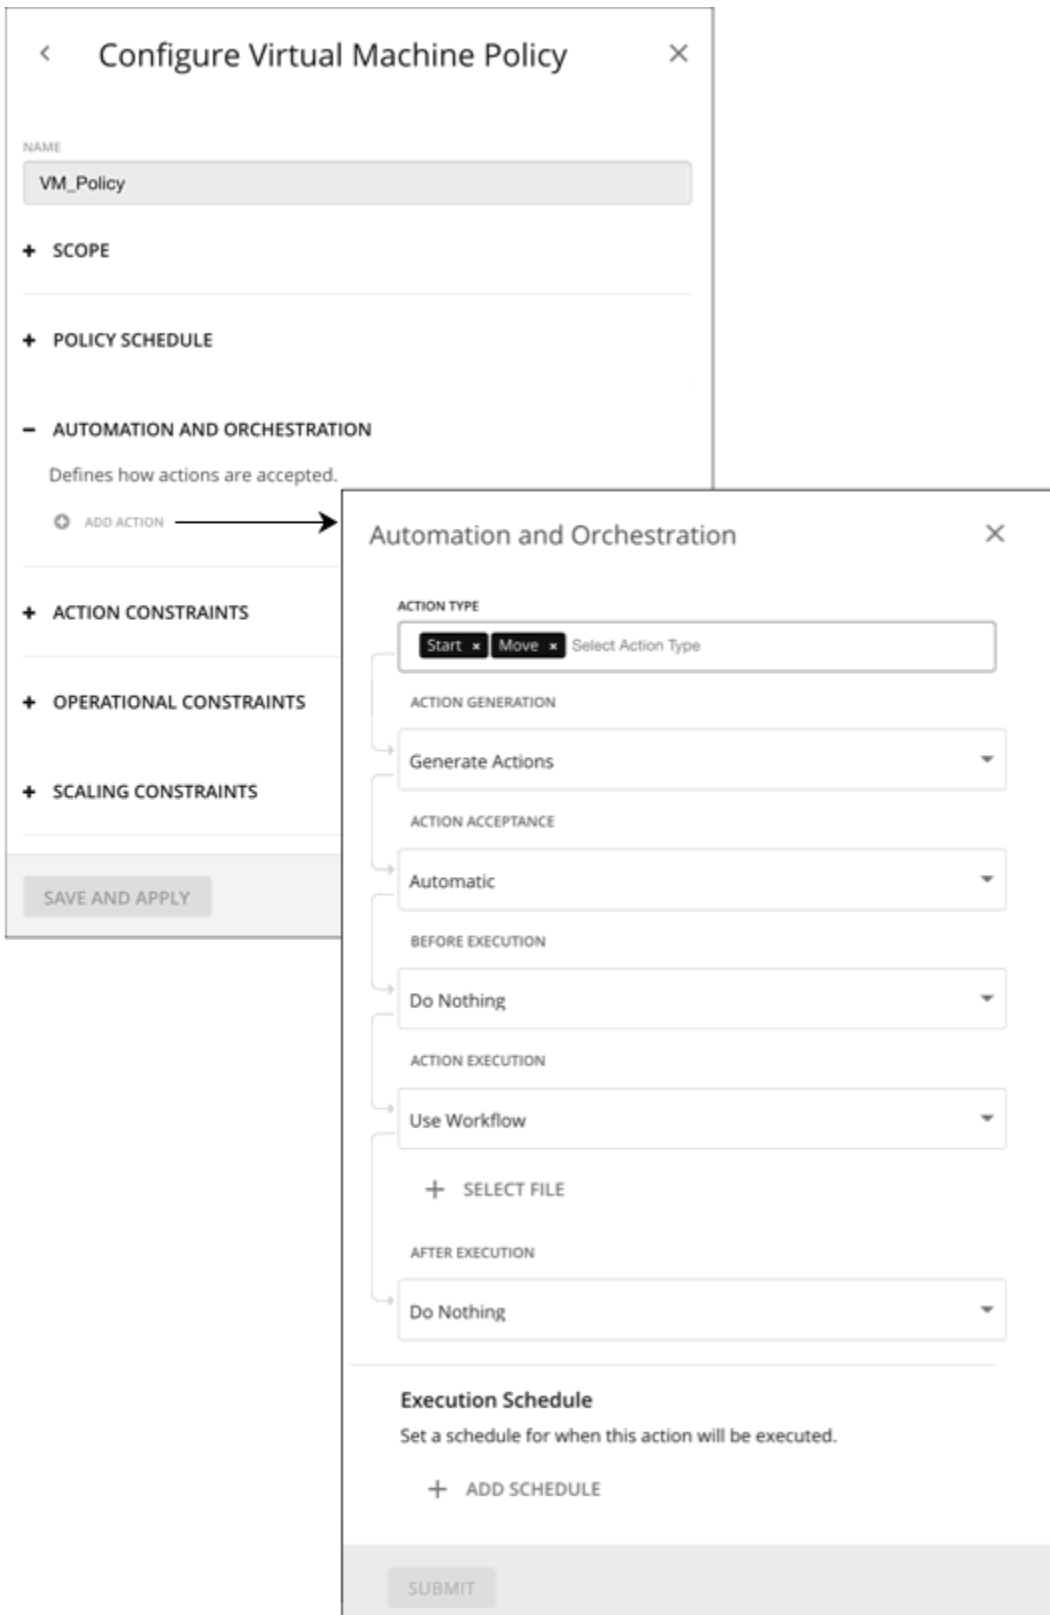 Configure Virtual Machine Policy
NAME
VM_Policy
SCOPE
POLICY SCHEDULE
AUTOMATION AND ORCHESTRATION
Defines how actions are accepted.
ADD ACTION
ACTION CONSTRAINTS
OPERATIONAL CONSTRAINTS
SCALING CONSTRAINTS
SAVE AND APPLY
Automation and Orchestration
ACTION TYPE
Start × Move × Select Action Type
ACTION GENERATION
Generate Actions
ACTION ACCEPTANCE
Automatic
BEFORE EXECUTION
Do Nothing
ACTION EXECUTION
Use Workflow
SELECT FILE
AFTER EXECUTION
Do Nothing
Execution Schedule
Set a schedule for when this action will be executed.
ADD SCHEDULE
SUBMIT